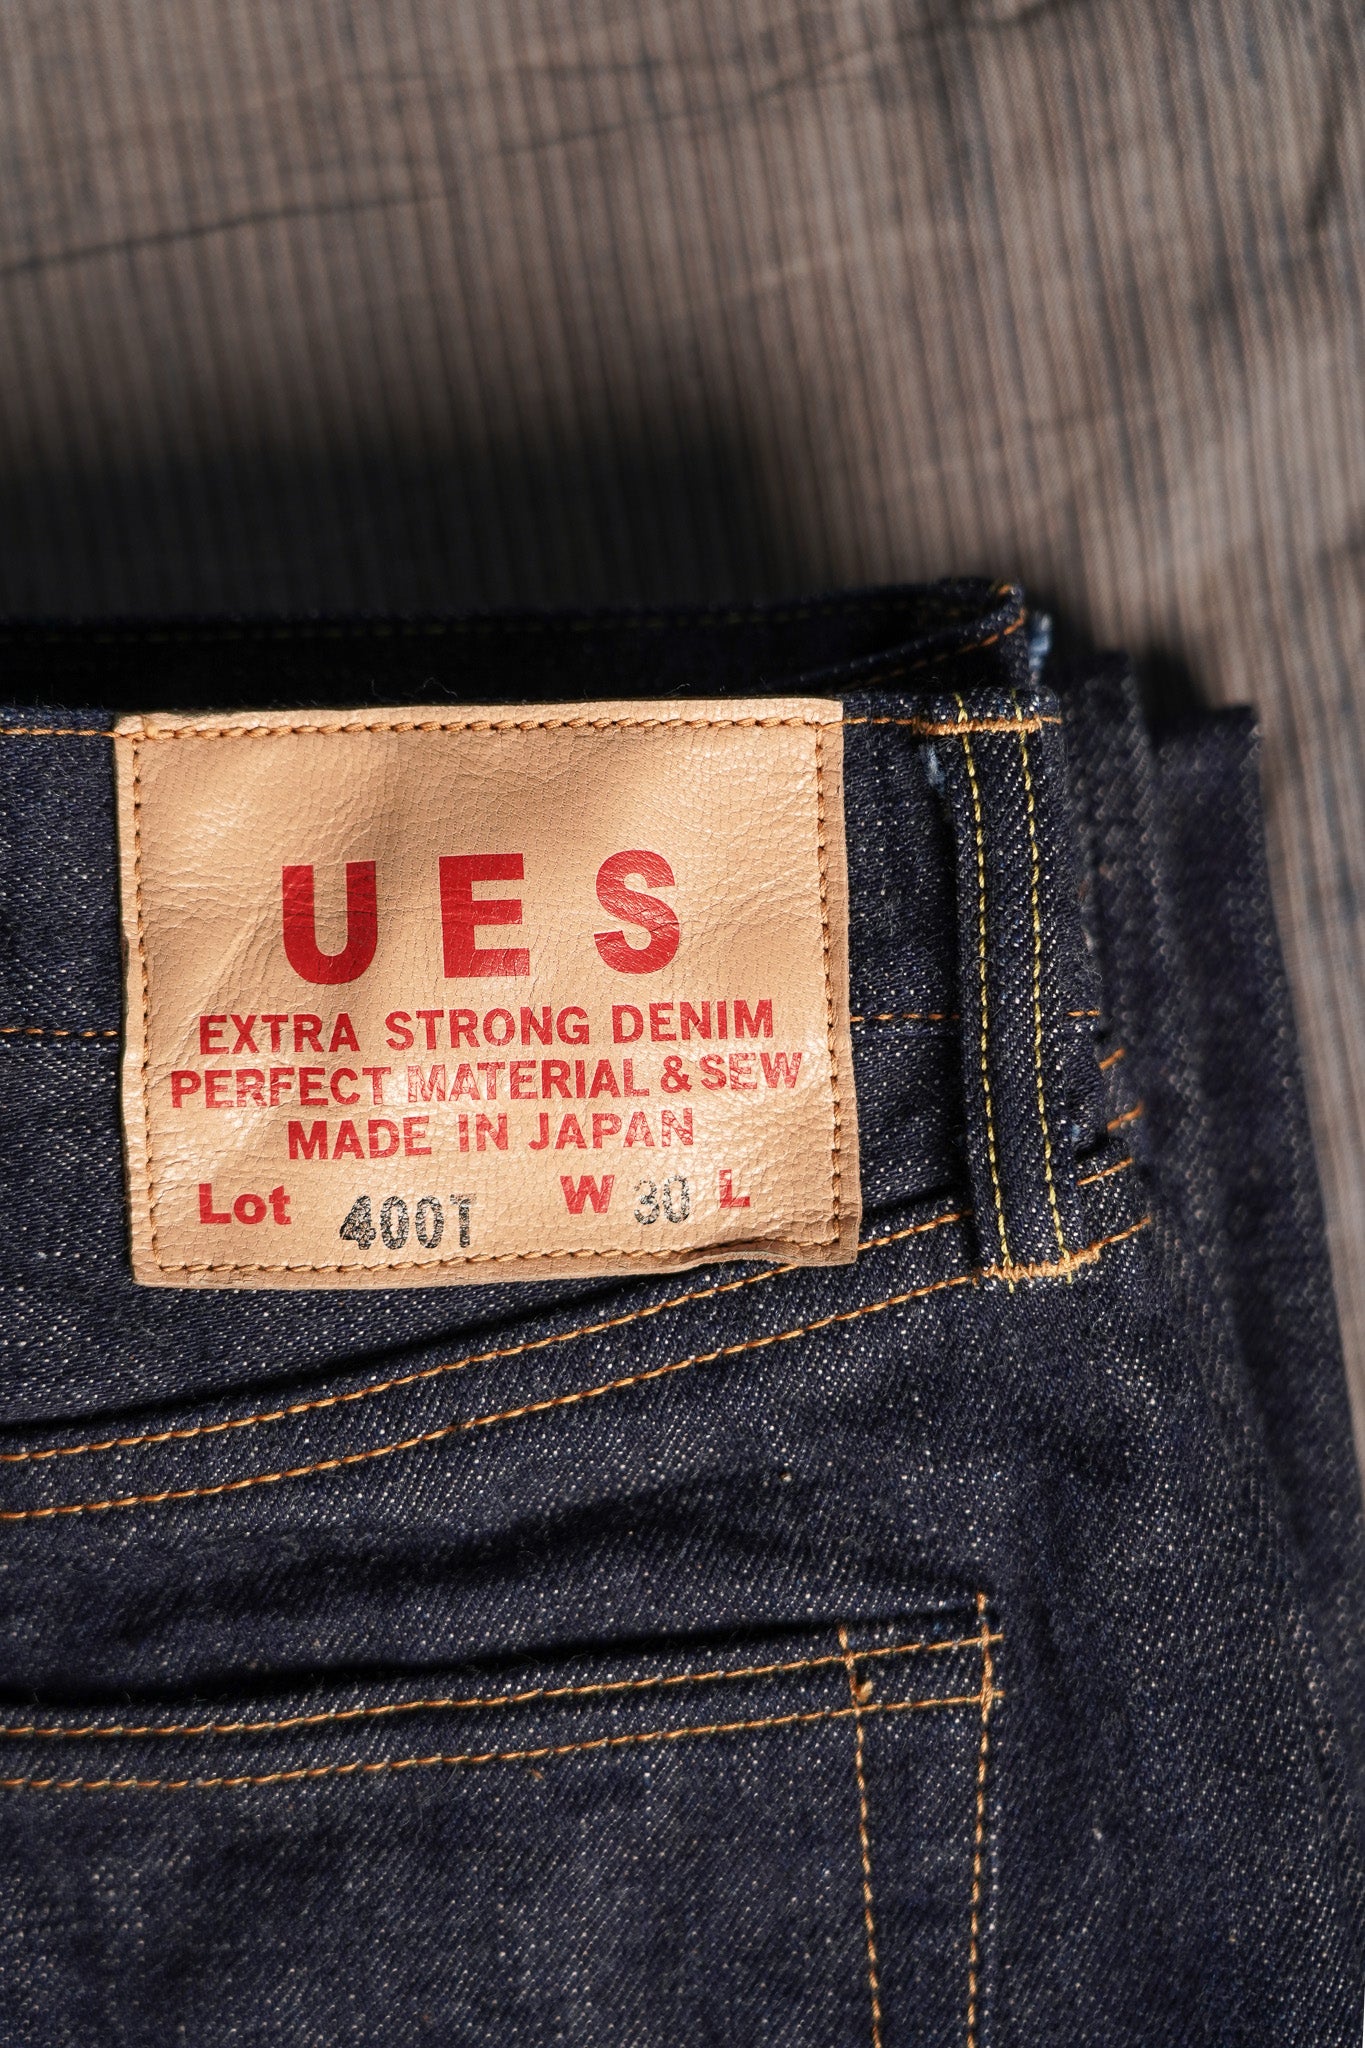 UES
EXTRA STRONG DENIM
PERFECT MATERIAL & SEW
MADE IN JAPAN
Lot 400T W 30 L